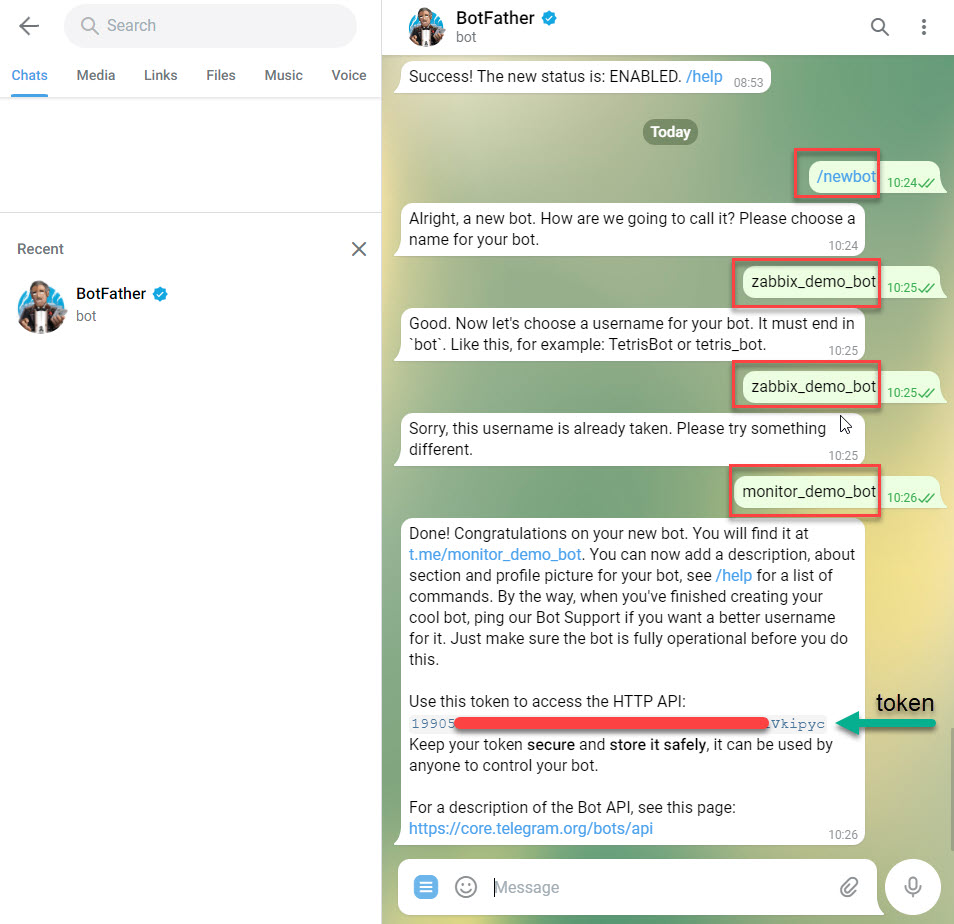 Search
Chats Media Links Files Music Voice
Recent
BotFather
bot
BotFather
bot
Success! The new status is: ENABLED. /help 08:53
Today
/newbot 10:24
Alright, a new bot. How are we going to call it? Please choose a
name for your bot. 10:24
zabbix_demo_bot 10:25
Good. Now let's choose a username for your bot. It must end in
`bot`. Like this, for example: TetrisBot or tetris_bot. 10:25
zabbix_demo_bot 10:25
Sorry, this username is already taken. Please try something
different. 10:25
monitor_demo_bot 10:26
Done! Congratulations on your new bot. You will find it at
t.me/monitor_demo_bot. You can now add a description, about
section and profile picture for your bot, see /help for a list of
commands. By the way, when you've finished creating your
cool bot, ping our Bot Support if you want a better username
for it. Just make sure the bot is fully operational before you do
this.
Use this token to access the HTTP API:
19905 Vkipyc
token
Keep your token secure and store it safely, it can be used by
anyone to control your bot.
For a description of the Bot API, see this page:
https://core.telegram.org/bots/api 10:26
Message